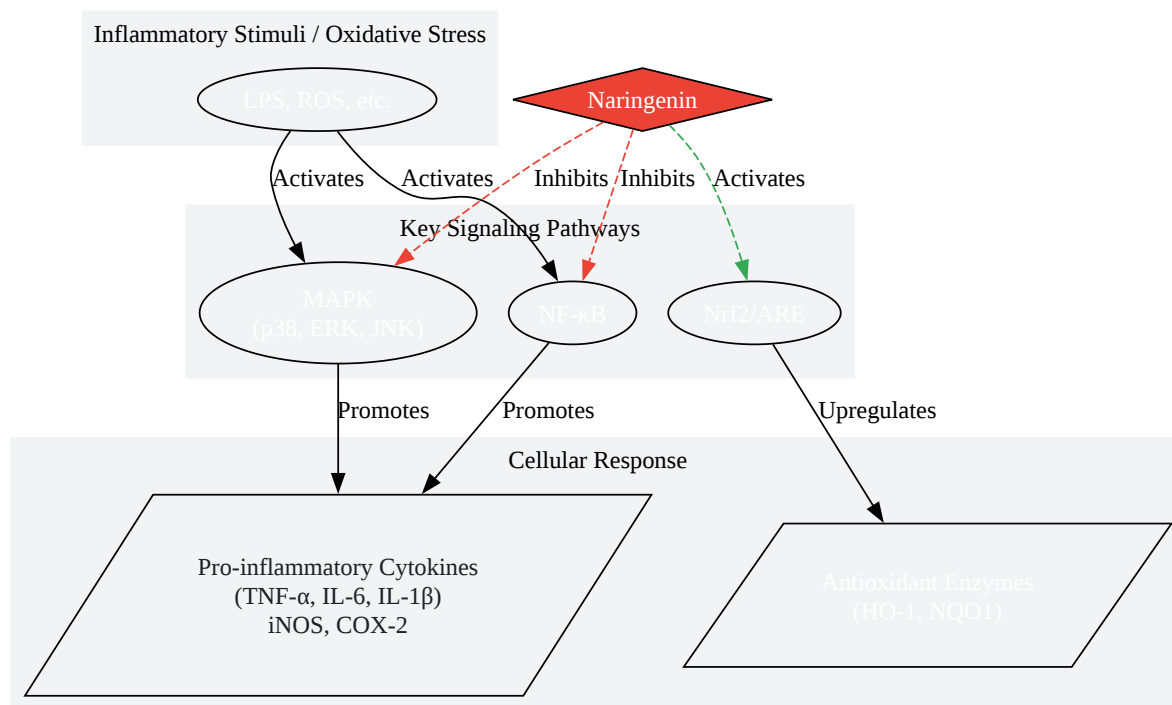 Inflammatory Stimuli / Oxidative Stress
LPS, ROS, etc.
Naringenin
Activates
Activates
Inhibits
Inhibits
Activates
Key Signaling Pathways
MAPK
(p38, ERK, JNK)
NF-κB
Nrf2/ARE
Promotes
Promotes
Upregulates
Cellular Response
Pro-inflammatory Cytokines
(TNF-α, IL-6, IL-1β)
iNOS, COX-2
Antioxidant Enzymes
(HO-1, NQO1)